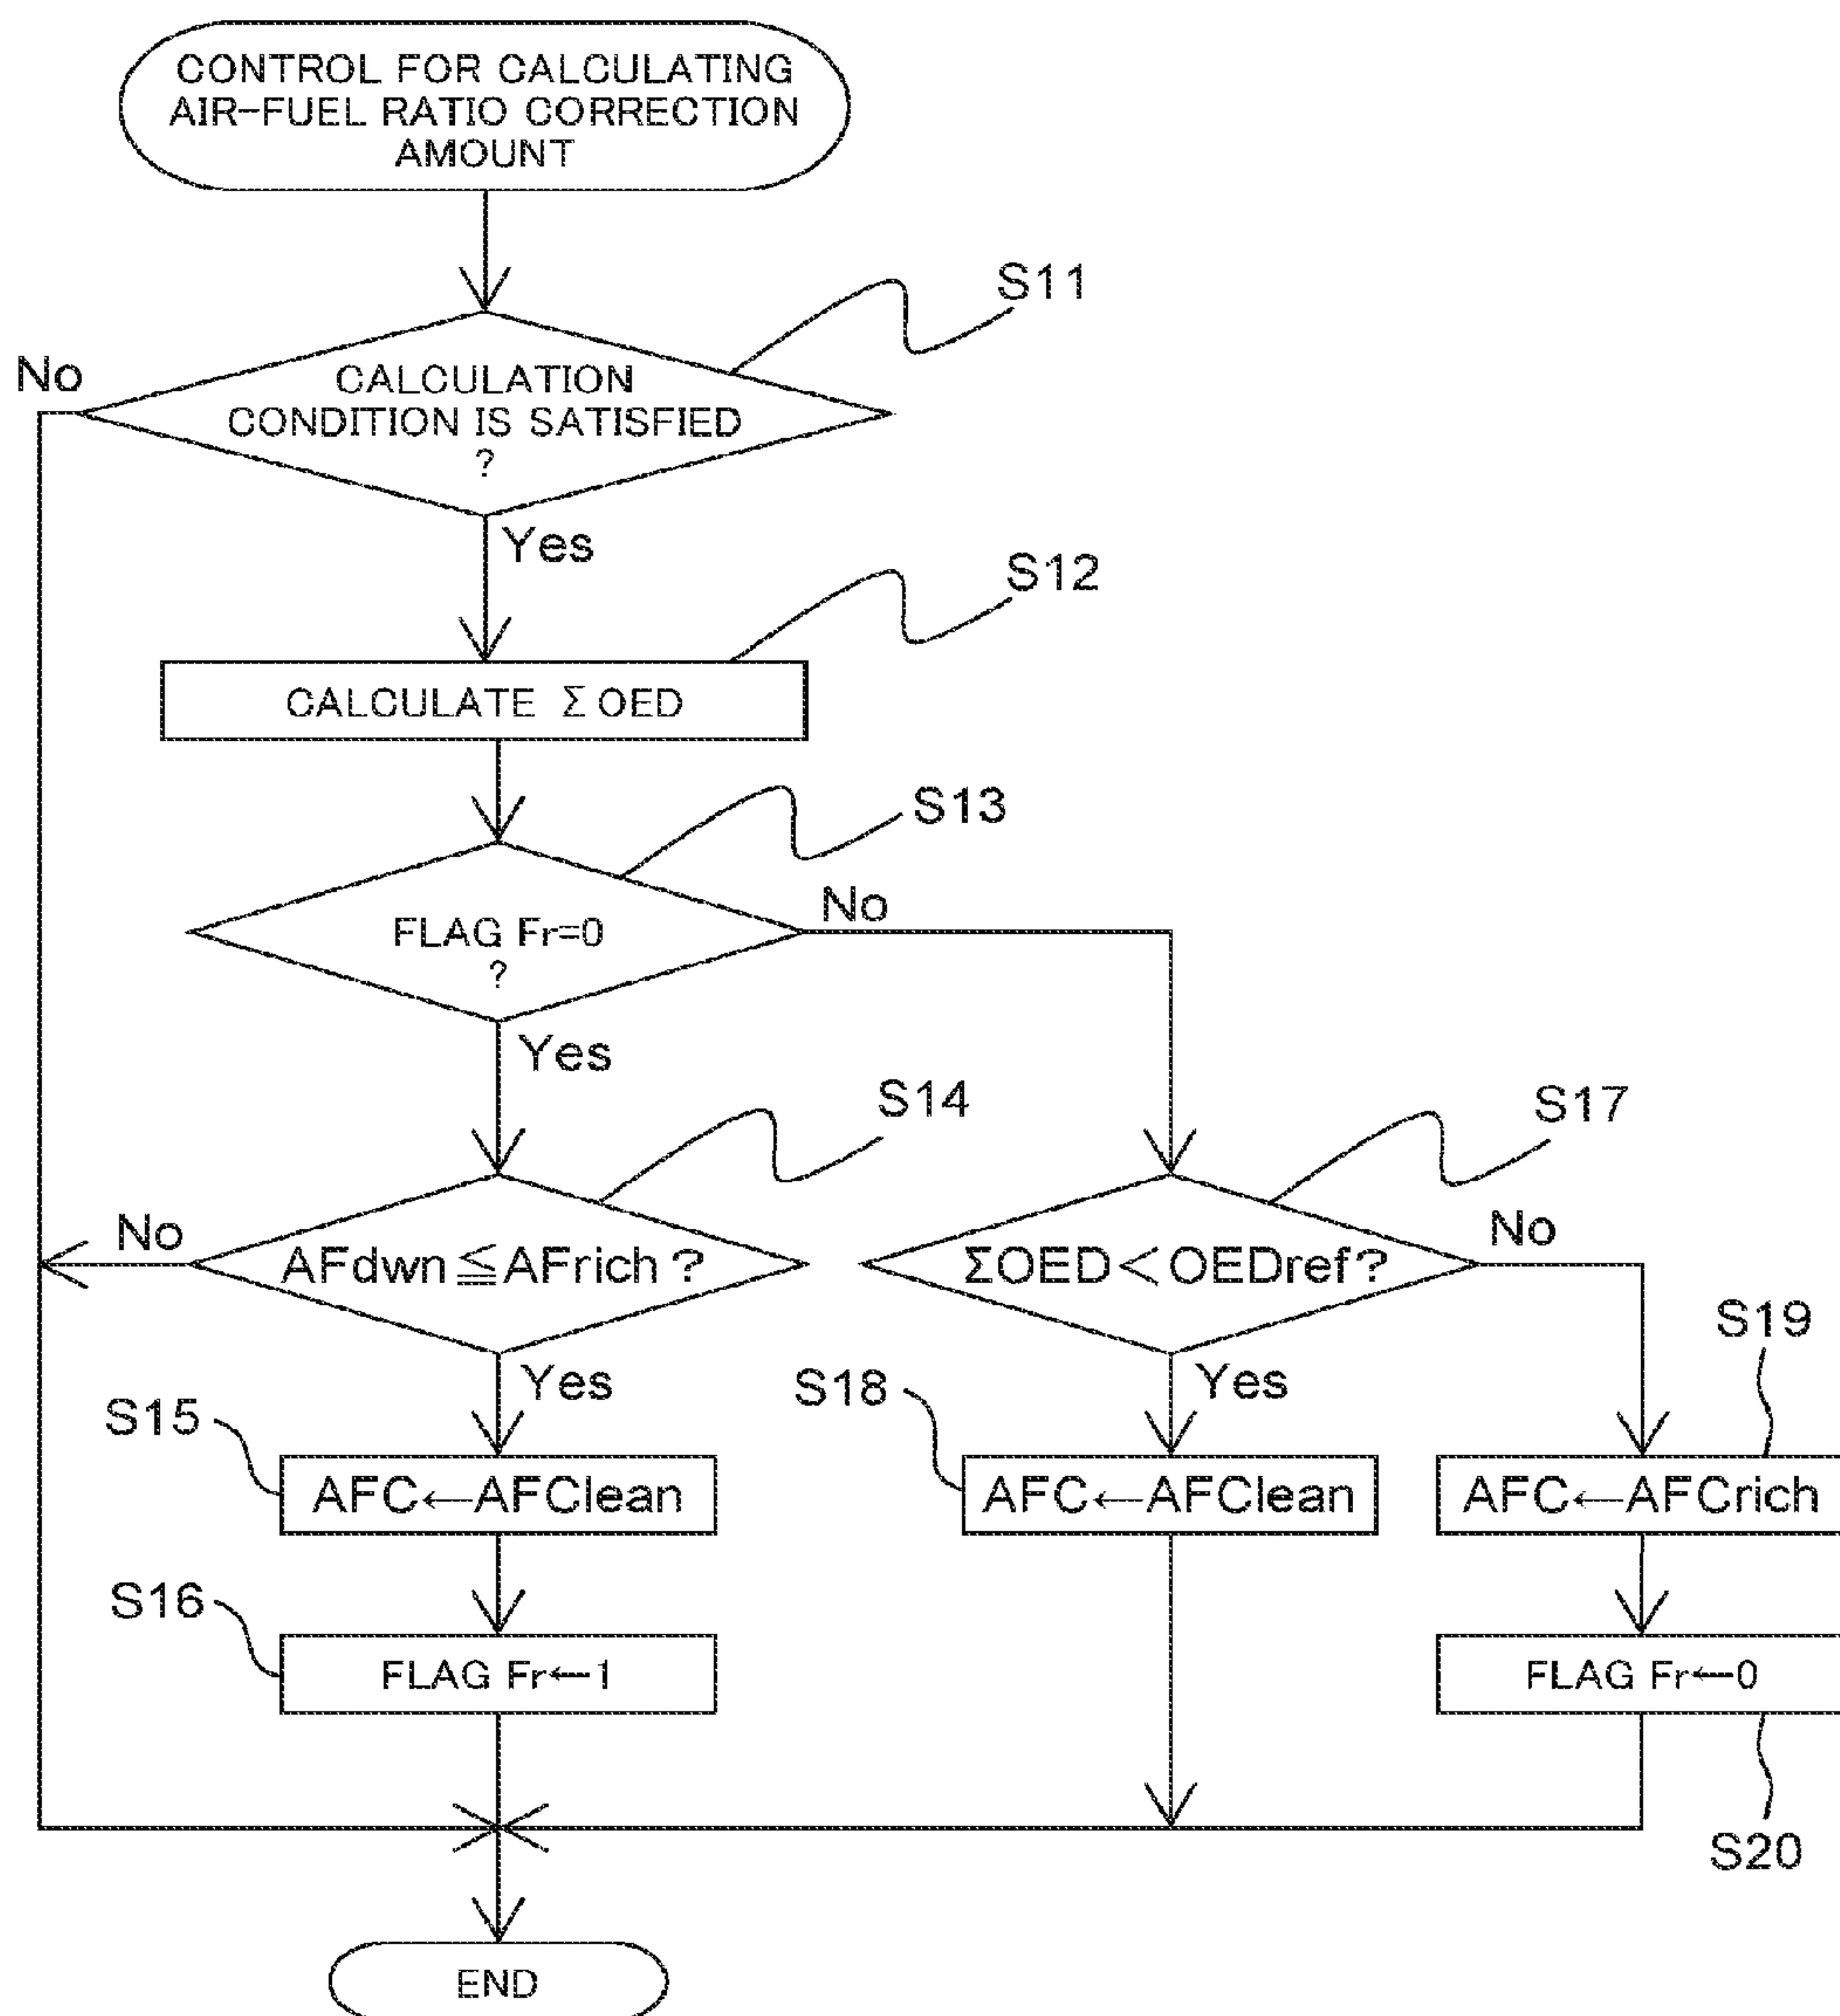 CONTROL FOR CALCULATING
AIR-FUEL RATIO CORRECTION
AMOUNT
S11
No
CALCULATION
CONDITION IS SATISFIED
?
Yes
S12
CALCULATE Σ OED
S13
No
FLAG Fr=0
?
Yes
S14
S17
No
AFdwn≦AFrich ?
ΣOED<OEDref?
No
Yes
Yes
S19
S15
AFC←AFClean
S18
AFC←AFClean
AFC←AFCrich
S16
FLAG Fr←1
FLAG Fr←0
S20
END